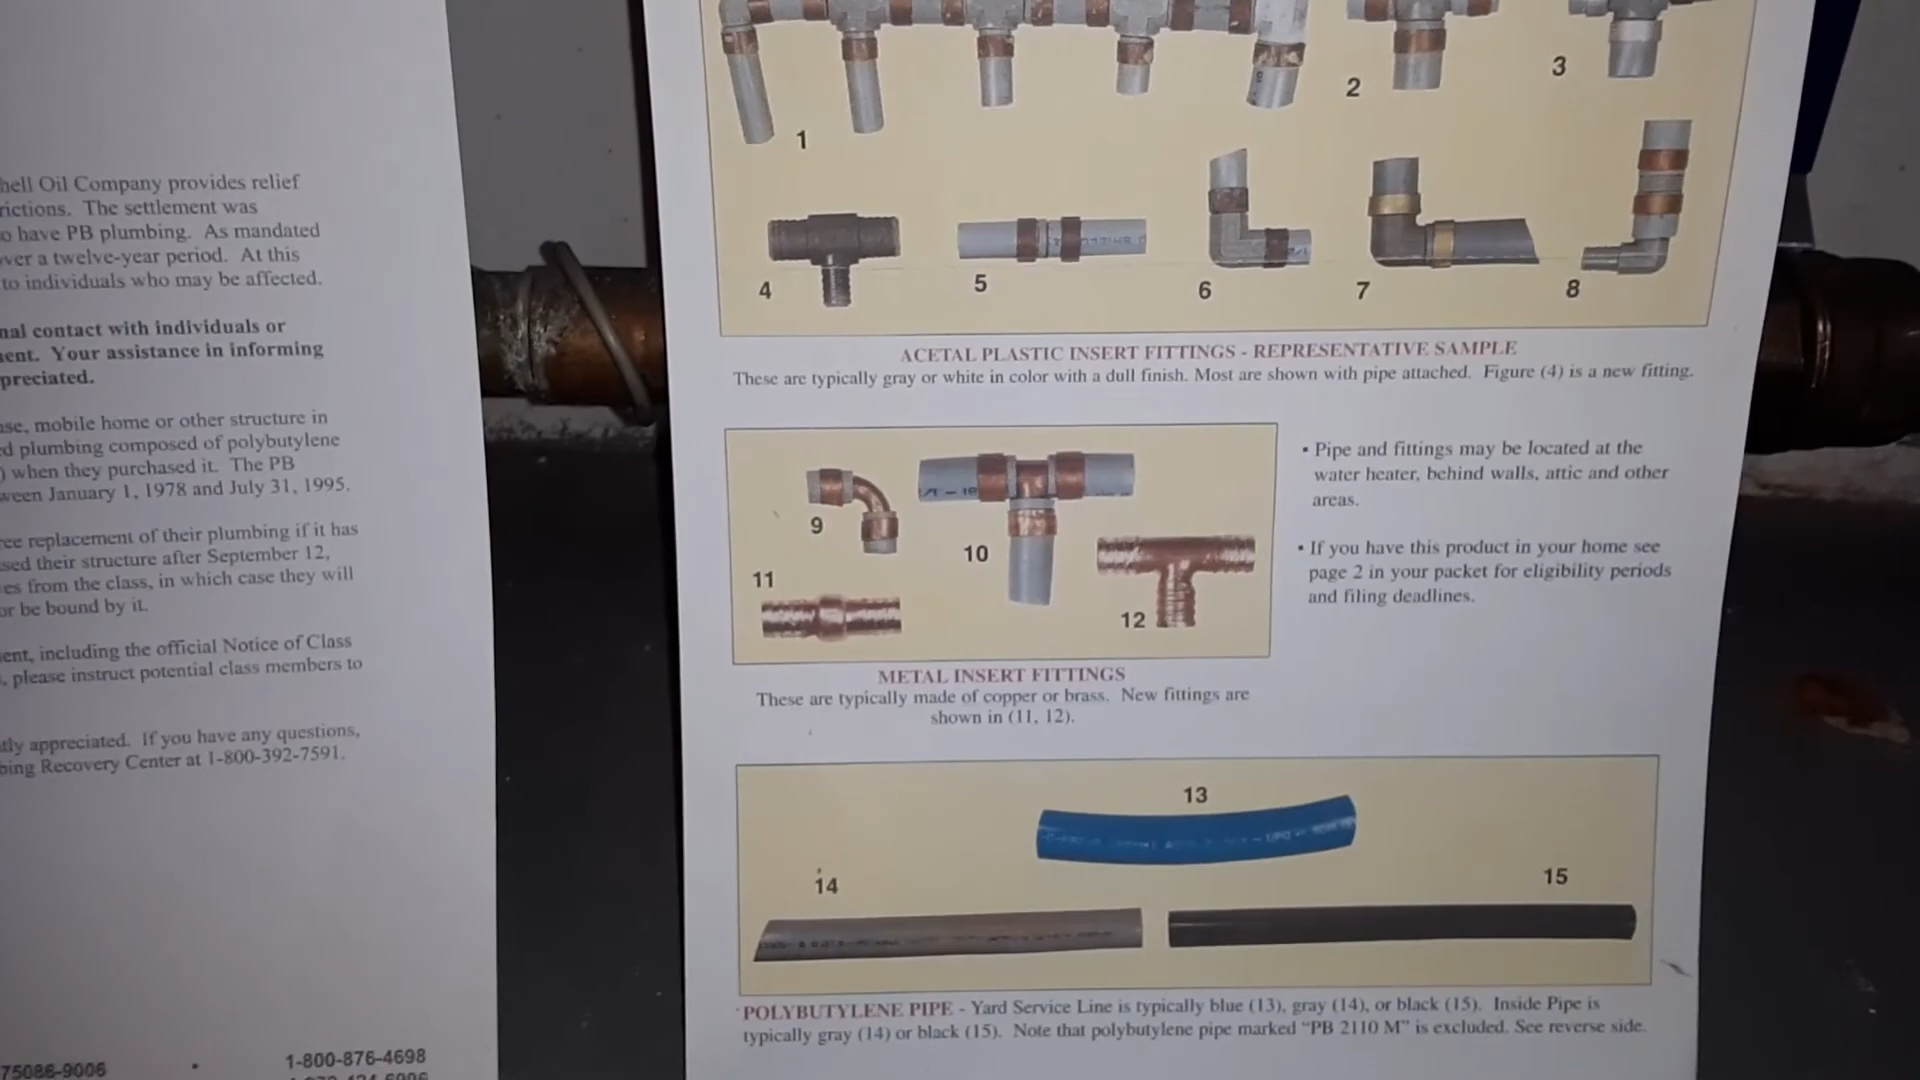 hell Oil Company provides relief
rictions. The settlement was
o have PB plumbing. As mandated
ver a twelve-year period. At this
to individuals who may be affected.
nal contact with individuals or
ent. Your assistance in informing
preciated.
se, mobile home or other structure in
d plumbing composed of polybutylene
) when they purchased it. The PB
ween January 1, 1978 and July 31, 1995.
ee replacement of their plumbing if it has
sed their structure after September 12,
es from the class, in which case they will
or be bound by it.
ent, including the official Notice of Class
, please instruct potential class members to
tly appreciated. If you have any questions,
bing Recovery Center at 1-800-392-7591.
75086-9006 • 1-800-876-4698
1
2
3
4
5
6
7
8
ACETAL PLASTIC INSERT FITTINGS - REPRESENTATIVE SAMPLE
These are typically gray or white in color with a dull finish. Most are shown with pipe attached. Figure (4) is a new fitting.
9
10
11
12
METAL INSERT FITTINGS
These are typically made of copper or brass. New fittings are
shown in (11, 12).
• Pipe and fittings may be located at the
water heater, behind walls, attic and other
areas.
• If you have this product in your home see
page 2 in your packet for eligibility periods
and filing deadlines.
13
14
15
POLYBUTYLENE PIPE - Yard Service Line is typically blue (13), gray (14), or black (15). Inside Pipe is
typically gray (14) or black (15). Note that polybutylene pipe marked “PB 2110 M” is excluded. See reverse side.